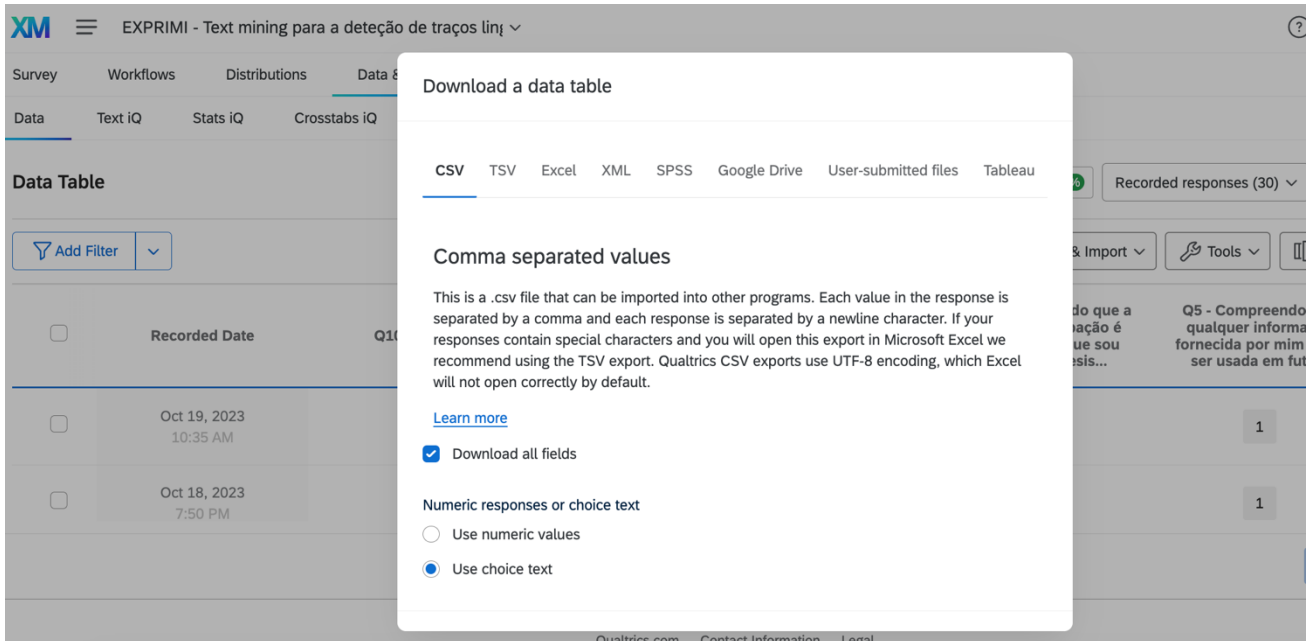 XM EXPRIMI - Text mining para a deteção de traços ling
Survey Workflows Distributions Data &
Data Text iQ Stats iQ Crosstabs iQ
Data Table
Recorded responses (30)
Add Filter
& Import Tools
Recorded Date Q10
do que a
pação é
ue sou
esis...
Q5 - Compreendo
qualquer informa
fornecida por mim
ser usada em fut
Oct 19, 2023
10:35 AM
1
Oct 18, 2023
7:50 PM
1
Download a data table
CSV TSV Excel XML SPSS Google Drive User-submitted files Tableau
Comma separated values
This is a .csv file that can be imported into other programs. Each value in the response is
separated by a comma and each response is separated by a newline character. If your
responses contain special characters and you will open this export in Microsoft Excel we
recommend using the TSV export. Qualtrics CSV exports use UTF-8 encoding, which Excel
will not open correctly by default.
Learn more
Download all fields
Numeric responses or choice text
Use numeric values
Use choice text
Qualtrics.com Contact Information Legal